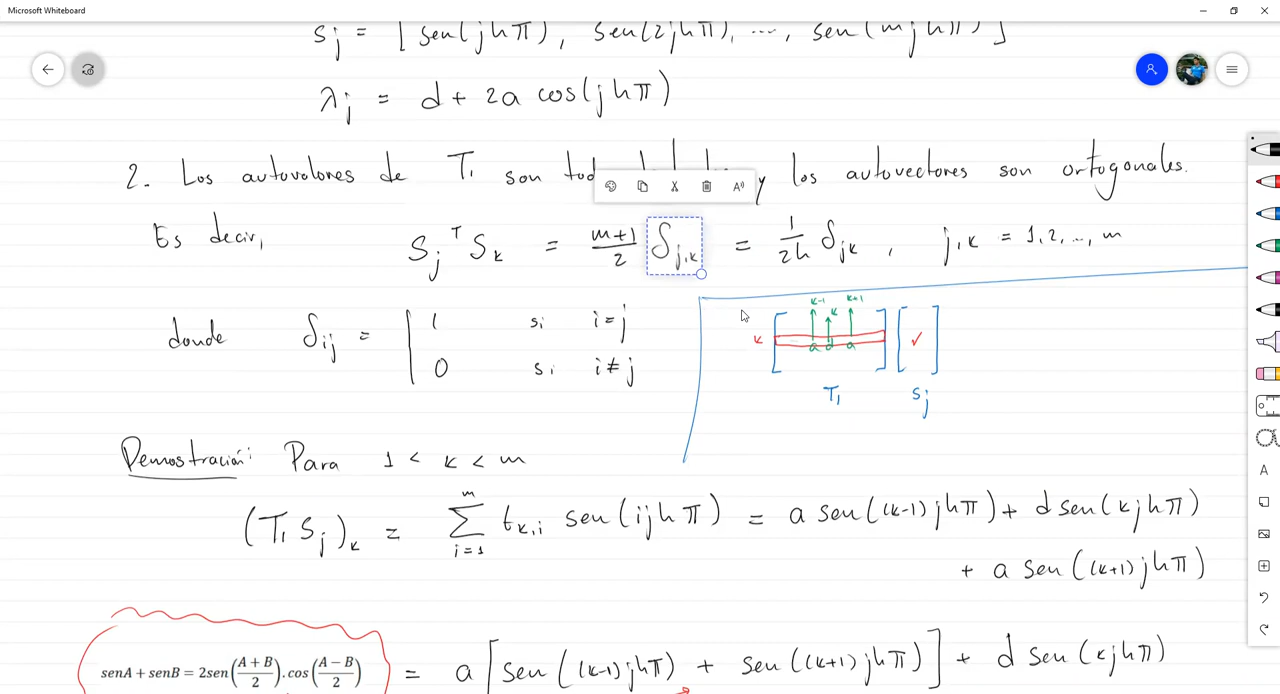 Microsoft Whiteboard
Sj = [ sen(jhπ), sen(2jhπ), ..., sen(mjhπ) ]
λj = d + 2a cos(jhπ)
2. Los autovalores de T1 son y los autovectores son ortogonales.
Es decir, Sj^T Sk = (m+1)/2 δj,k = 1/2h δjk , j,k = 1,2,...,m
k-1 k k+1
k a d a ✓
T1 Sj
donde δij = | 1 si i=j
0 si i≠j
Demostración: Para 1 < k < m
(T1 Sj)k = Σ i=1 m tk,i sen(ijhπ) = a sen((k-1)jhπ) + d sen(kjhπ)
+ a sen((k+1)jhπ)
senA + senB = 2sen((A+B)/2).cos((A−B)/2)
= a [ sen((k-1)jhπ) + sen((k+1)jhπ) ] + d sen(kjhπ)